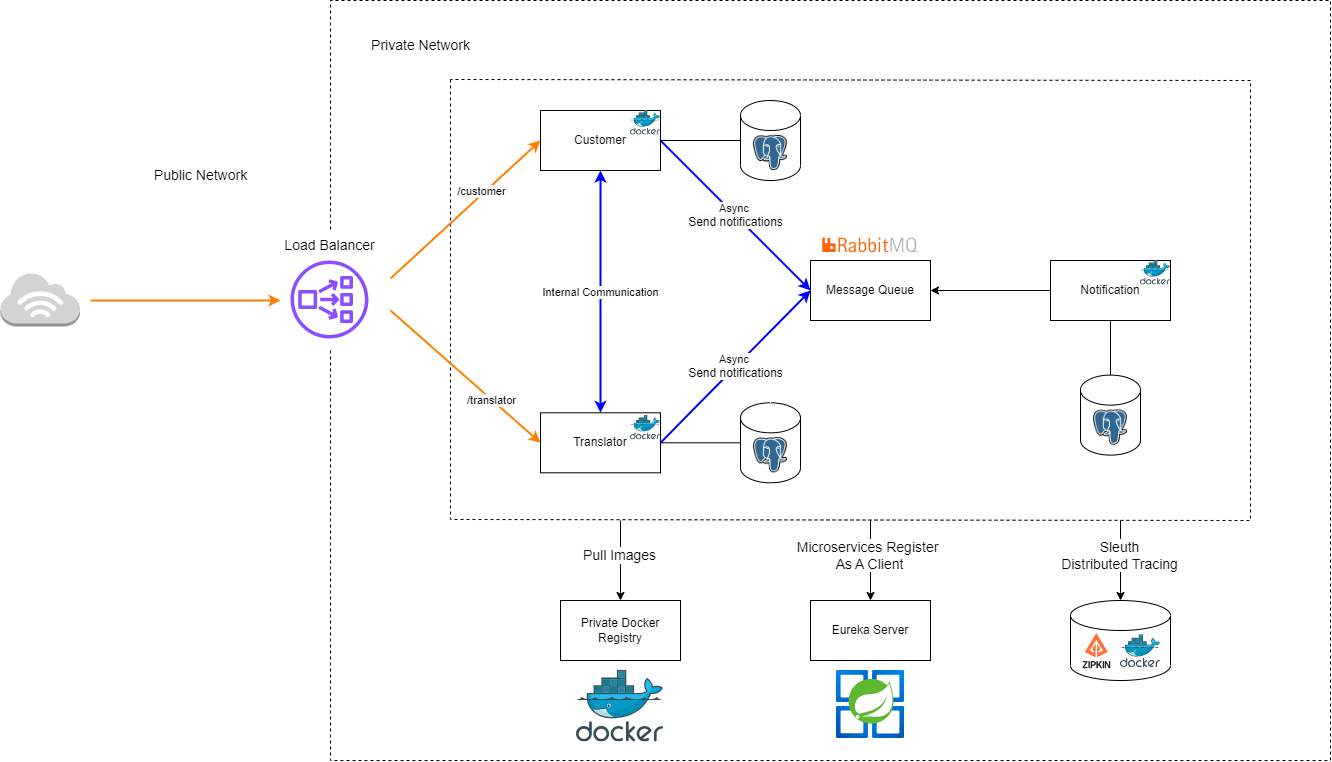 Private Network
Public Network
Load Balancer
/customer
/translator
Customer
docker
Internal Communication
Translator
docker
Async
Send notifications
Async
Send notifications
RabbitMQ
Message Queue
Notification
docker
Pull Images
Private Docker
Registry
docker
Microservices Register
As A Client
Eureka Server
Sleuth
Distributed Tracing
ZIPKIN
docker